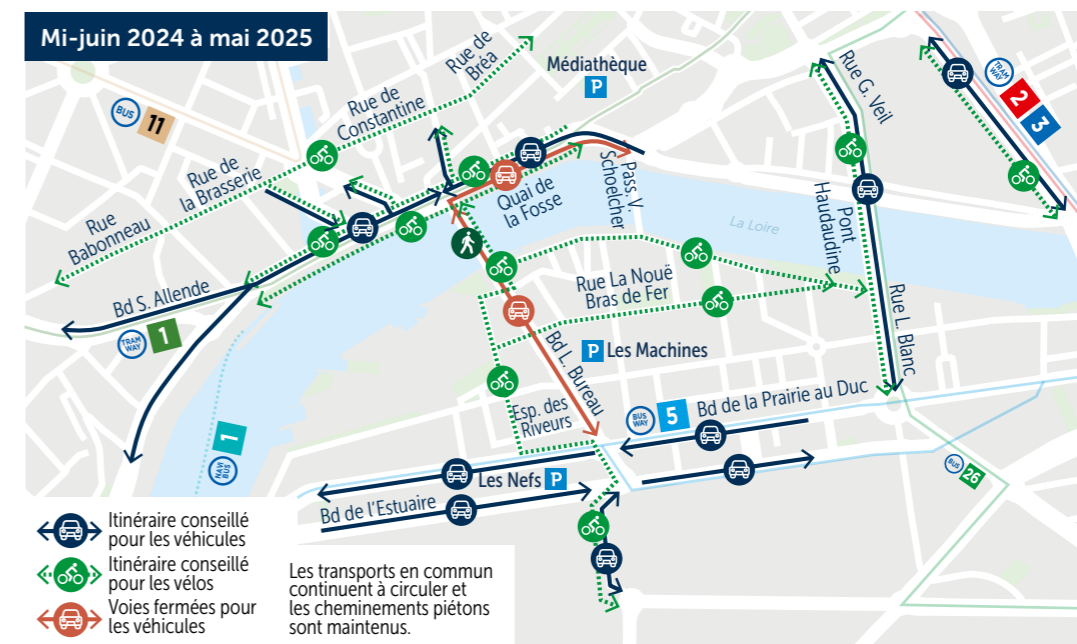 Mi-juin 2024 à mai 2025
Rue de
Bréa
Médiathèque
P
BUS 11
Rue de
Constantine
Rue G. Veil
TRAM
WAY
2
3
Rue de
la Brasserie
Rue
Babonneau
Quai de
la Fosse
Pass. V.
Schoelcher
La Loire
Pont
Haudaudine
Bd S. Allende
TRAM
WAY
1
Rue La Nouë
Bras de Fer
Rue L. Blanc
P Les Machines
Bd L. Bureau
Esp. des
Riveurs
BUS
WAY
5
Bd de la Prairie au Duc
NAVI
BUS
1
Les Nefs P
BUS 26
Bd de l'Estuaire
Itinéraire conseillé
pour les véhicules
Itinéraire conseillé
pour les vélos
Voies fermées pour
les véhicules
Les transports en commun
continuent à circuler et
les cheminements piétons
sont maintenus.